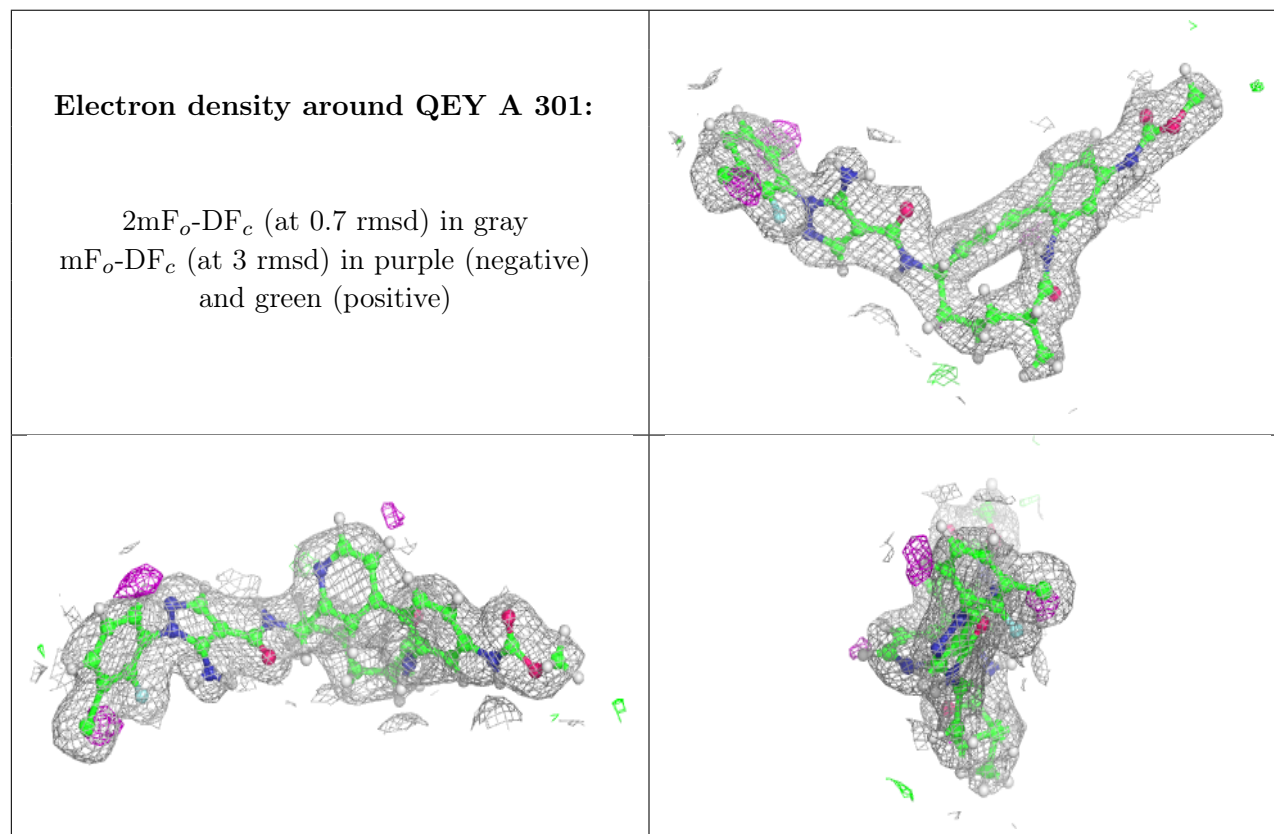 Electron density around QEY A 301:
2mFo-DFc (at 0.7 rmsd) in gray
mFo-DFc (at 3 rmsd) in purple (negative)
and green (positive)